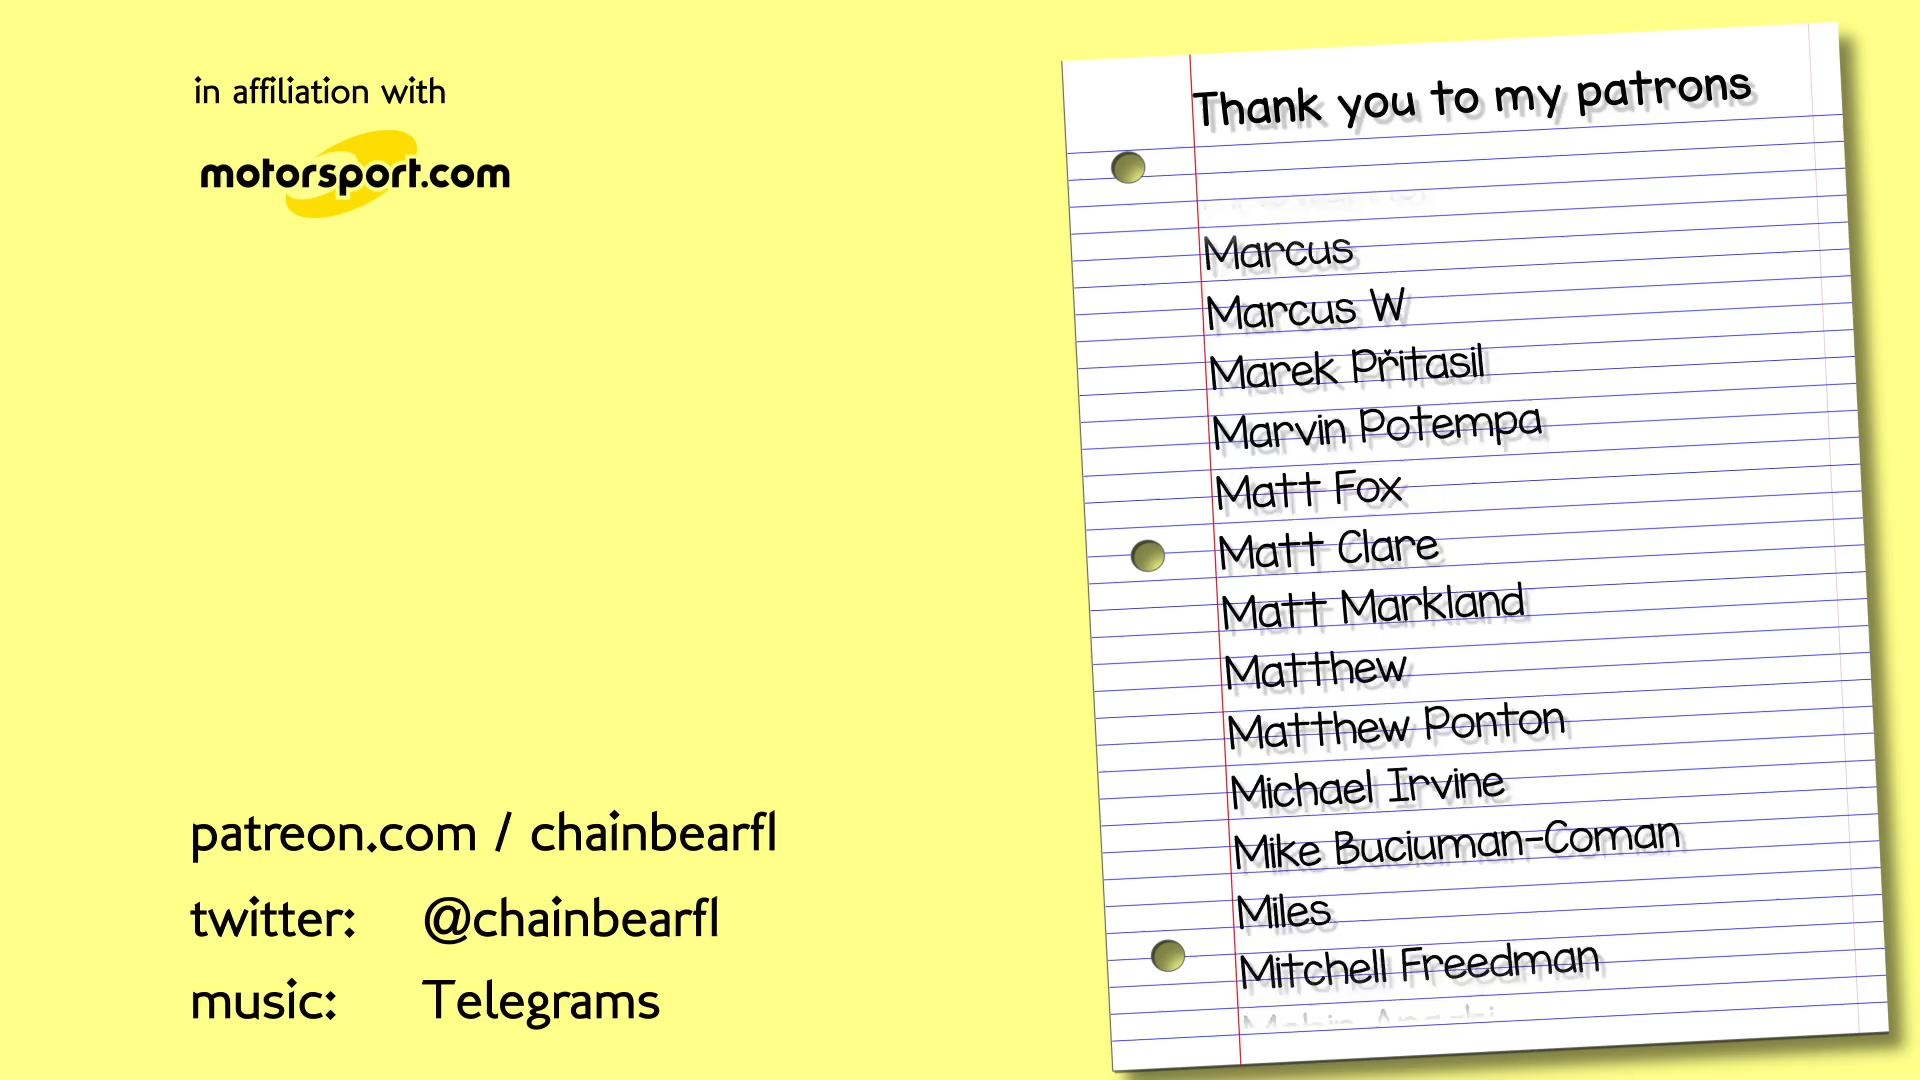 in affiliation with
motorsport.com
patreon.com / chainbearf1
twitter: @chainbearf1
music: Telegrams
Thank you to my patrons
Marcus
Marcus W
Marek Přitasil
Marvin Potempa
Matt Fox
Matt Clare
Matt Markland
Matthew
Matthew Ponton
Michael Irvine
Mike Buciuman-Coman
Miles
Mitchell Freedman